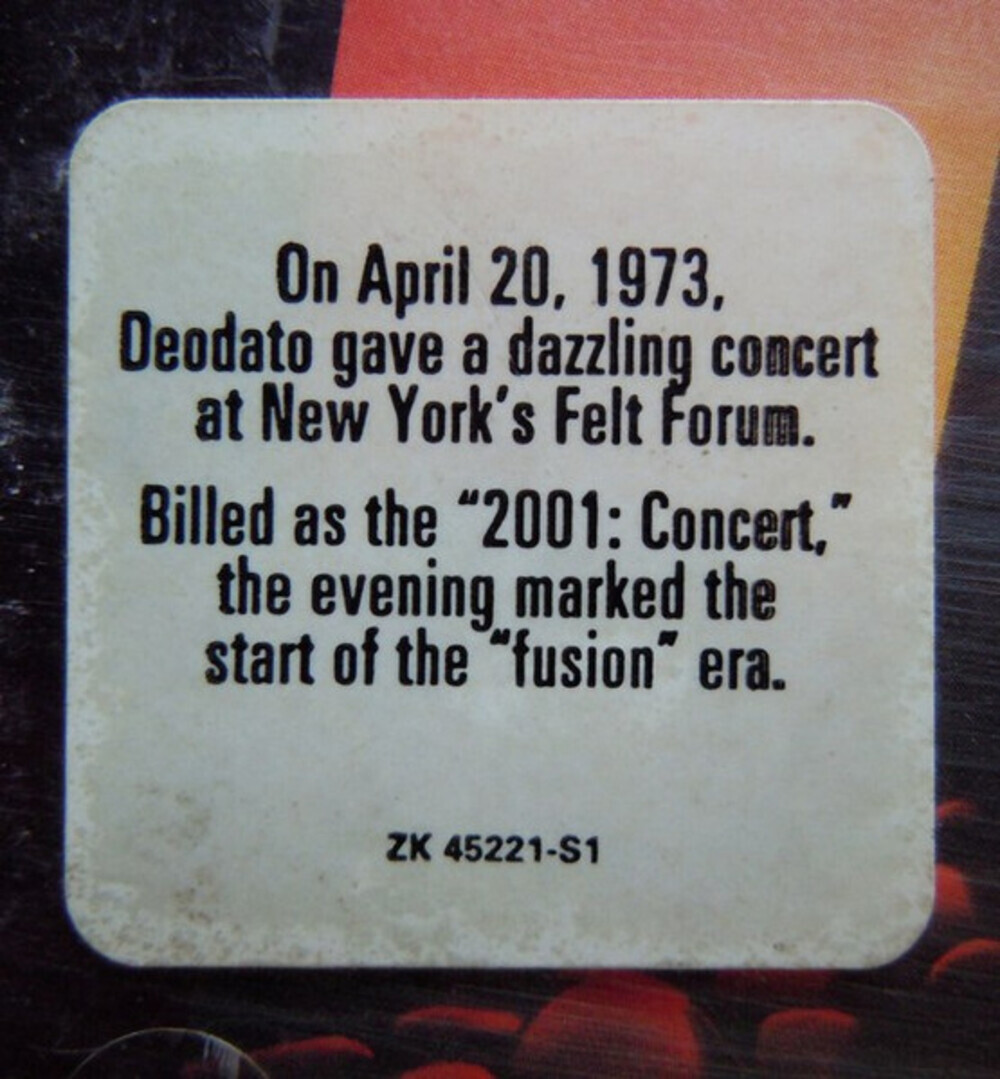 On April 20, 1973,
Deodato gave a dazzling concert
at New York's Felt Forum.
Billed as the "2001: Concert,"
the evening marked the
start of the "fusion" era.
ZK 45221-S1